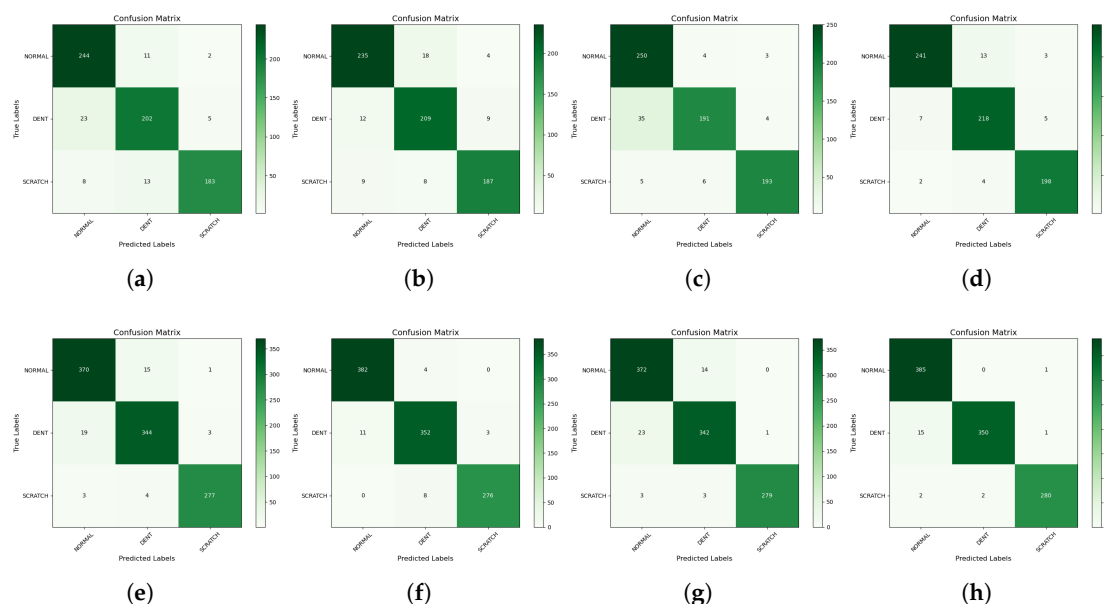 Confusion Matrix Confusion Matrix Confusion Matrix Confusion Matrix
NORMAL 244 11 2 200 NORMAL 235 18 4 200 NORMAL 250 4 3 250 NORMAL 241 13 3
200
150 150 150
True Labels DENT 23 202 5 True Labels DENT 12 209 9 True Labels DENT 35 191 4 True Labels DENT 7 218 5
100 100 100
SCRATCH 8 13 183 50 SCRATCH 9 8 187 50 SCRATCH 5 6 193 50 SCRATCH 2 4 198
NORMAL DENT SCRATCH NORMAL DENT SCRATCH NORMAL DENT SCRATCH NORMAL DENT SCRATCH
Predicted Labels Predicted Labels Predicted Labels Predicted Labels
(a) (b) (c) (d)
Confusion Matrix Confusion Matrix Confusion Matrix Confusion Matrix
350 350 350
NORMAL 370 15 1 300 NORMAL 382 4 0 300 NORMAL 372 14 0 300 NORMAL 385 0 1
250 250 250
True Labels DENT 19 344 3 200 True Labels DENT 11 352 3 200 True Labels DENT 23 342 1 200 True Labels DENT 15 350 1
150 150 150
100 100 100
SCRATCH 3 4 277 50 SCRATCH 0 8 276 50 SCRATCH 3 3 279 50 SCRATCH 2 2 280
0 0
NORMAL DENT SCRATCH NORMAL DENT SCRATCH NORMAL DENT SCRATCH NORMAL DENT SCRATCH
Predicted Labels Predicted Labels Predicted Labels Predicted Labels
(e) (f) (g) (h)